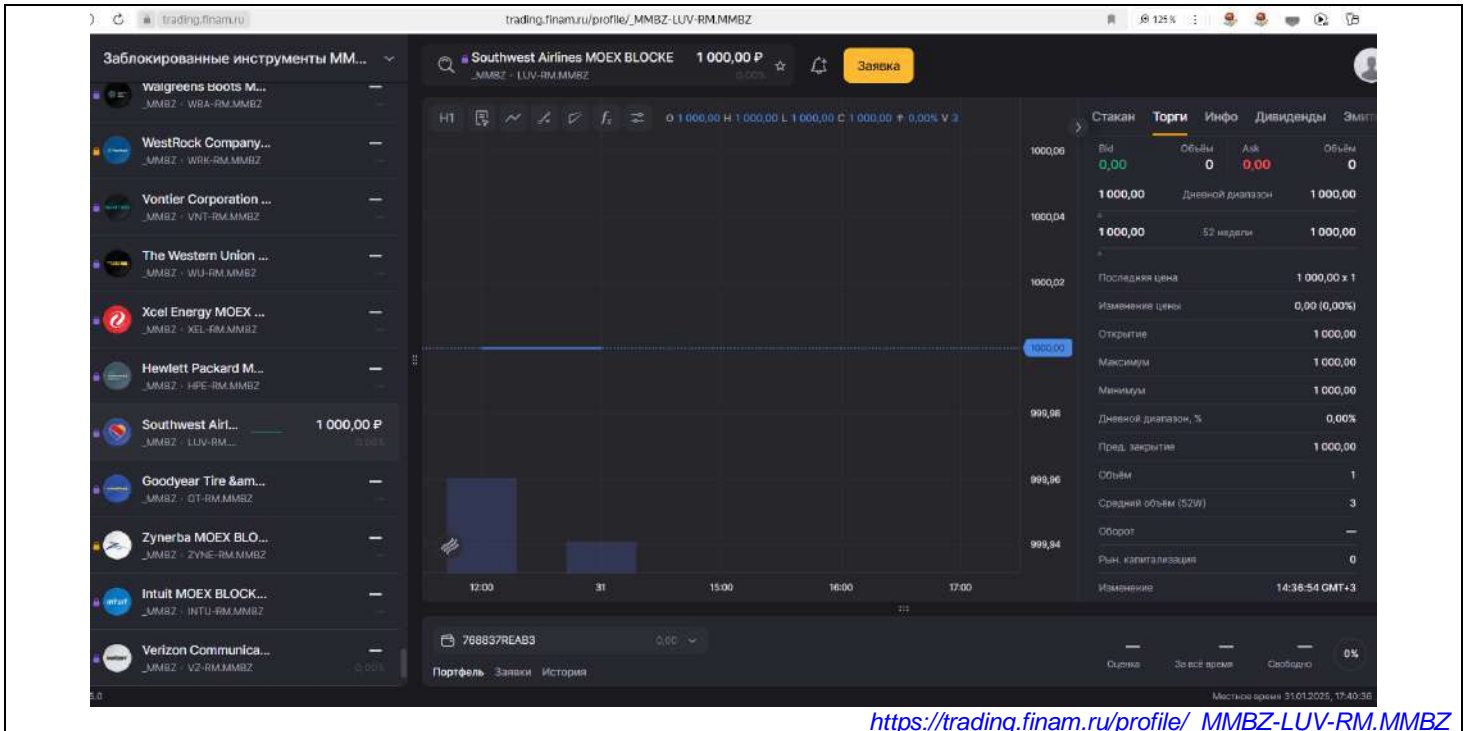 trading.finam.ru
trading.finam.ru/profile/_MMBZ-LUV-RM.MMBZ
125 %
Заблокированные инструменты ММ...
Southwest Airlines MOEX BLOCKE
1 000,00 ₽
_MMBZ · LUV-RM.MMBZ
0,00%
Заявка
Walgreens Boots M...
—
_MMBZ · WBA-RM.MMBZ
WestRock Company...
—
_MMBZ · WRK-RM.MMBZ
Vontier Corporation ...
—
_MMBZ · VNT-RM.MMBZ
The Western Union ...
—
_MMBZ · WU-RM.MMBZ
Xcel Energy MOEX ...
—
_MMBZ · XEL-RM.MMBZ
Hewlett Packard M...
—
_MMBZ · HPE-RM.MMBZ
Southwest Airl...
1 000,00 ₽
_MMBZ · LUV-RM....
0,00%
Goodyear Tire &am...
—
_MMBZ · GT-RM.MMBZ
Zynerba MOEX BLO...
—
_MMBZ · ZYNE-RM.MMBZ
Intuit MOEX BLOCK...
—
_MMBZ · INTU-RM.MMBZ
Verizon Communica...
—
_MMBZ · VZ-RM.MMBZ
0,00%
5.0
H1
O 1 000,00 H 1 000,00 L 1 000,00 C 1 000,00 0,00% V 3
1000,06
1000,04
1000,02
1000,00
999,98
999,96
999,94
12:00 31 15:00 16:00 17:00
768837REAB3 0,00
Портфель Заявки История
Стакан Торги Инфо Дивиденды Эмит
Bid Объём Ask Объём
0,00 0 0,00 0
1 000,00 Дневной диапазон 1 000,00
1 000,00 52 недели 1 000,00
Последняя цена 1 000,00 x 1
Изменение цены 0,00 (0,00%)
Открытие 1 000,00
Максимум 1 000,00
Минимум 1 000,00
Дневной диапазон, % 0,00%
Пред. закрытие 1 000,00
Объём 1
Средний объём (52W) 3
Оборот —
Рын. капитализация 0
Изменение 14:36:54 GMT+3
— — —
Оценка За всё время Свободно
0%
Местное время 31.01.2025, 17:40:36
https://trading.finam.ru/profile/_MMBZ-LUV-RM.MMBZ